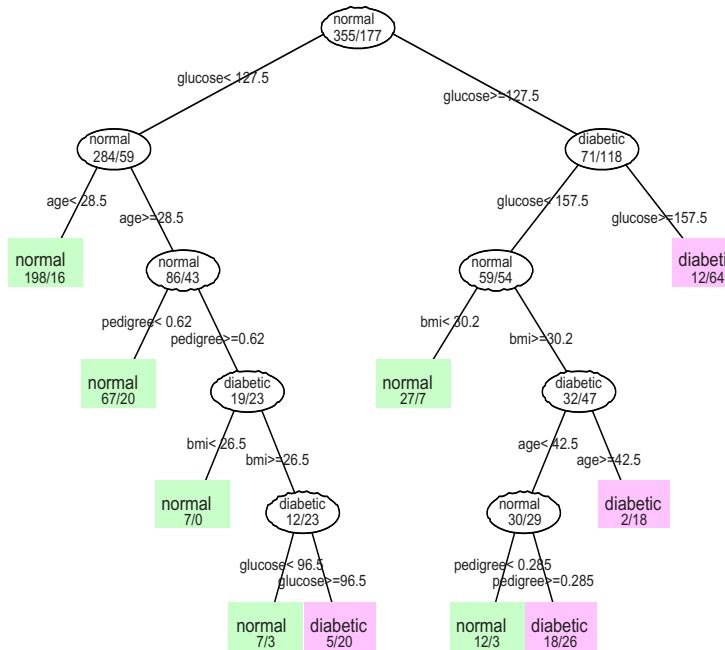 normal
355/177
glucose< 127.5
glucose>=127.5
normal
284/59
diabetic
71/118
age< 28.5
age>=28.5
glucose< 157.5
glucose>=157.5
normal
198/16
normal
86/43
normal
59/54
diabeti
12/64
pedigree< 0.62
pedigree>=0.62
bmi< 30.2
bmi>=30.2
normal
67/20
diabetic
19/23
normal
27/7
diabetic
32/47
bmi< 26.5
bmi>=26.5
age< 42.5
age>=42.5
normal
7/0
diabetic
12/23
normal
30/29
diabetic
2/18
glucose< 96.5
glucose>=96.5
pedigree< 0.285
pedigree>=0.285
normal
7/3
diabetic
5/20
normal
12/3
diabetic
18/26